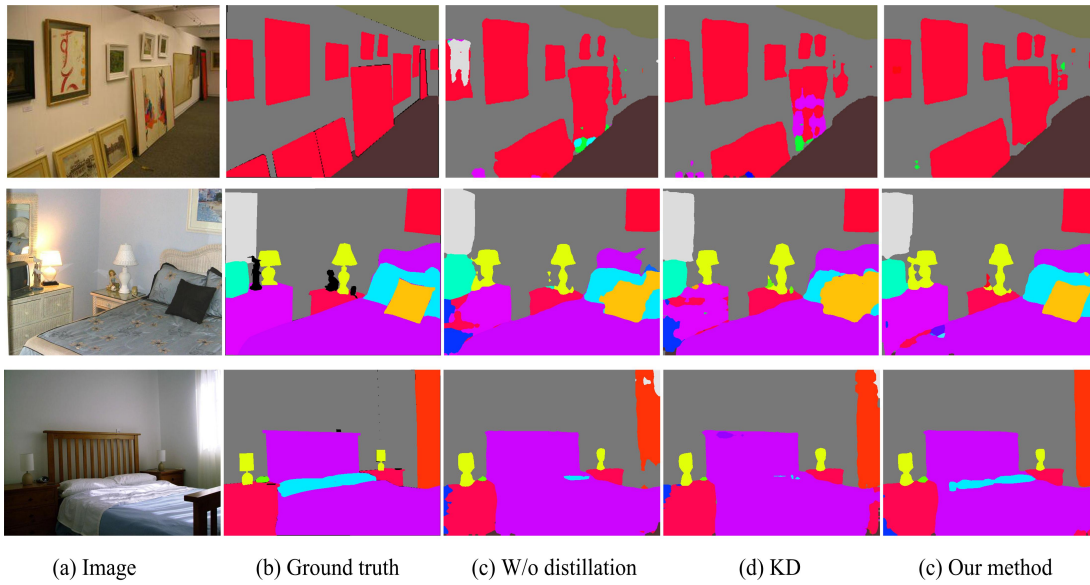 (a) Image
(b) Ground truth
(c) W/o distillation
(d) KD
(c) Our method